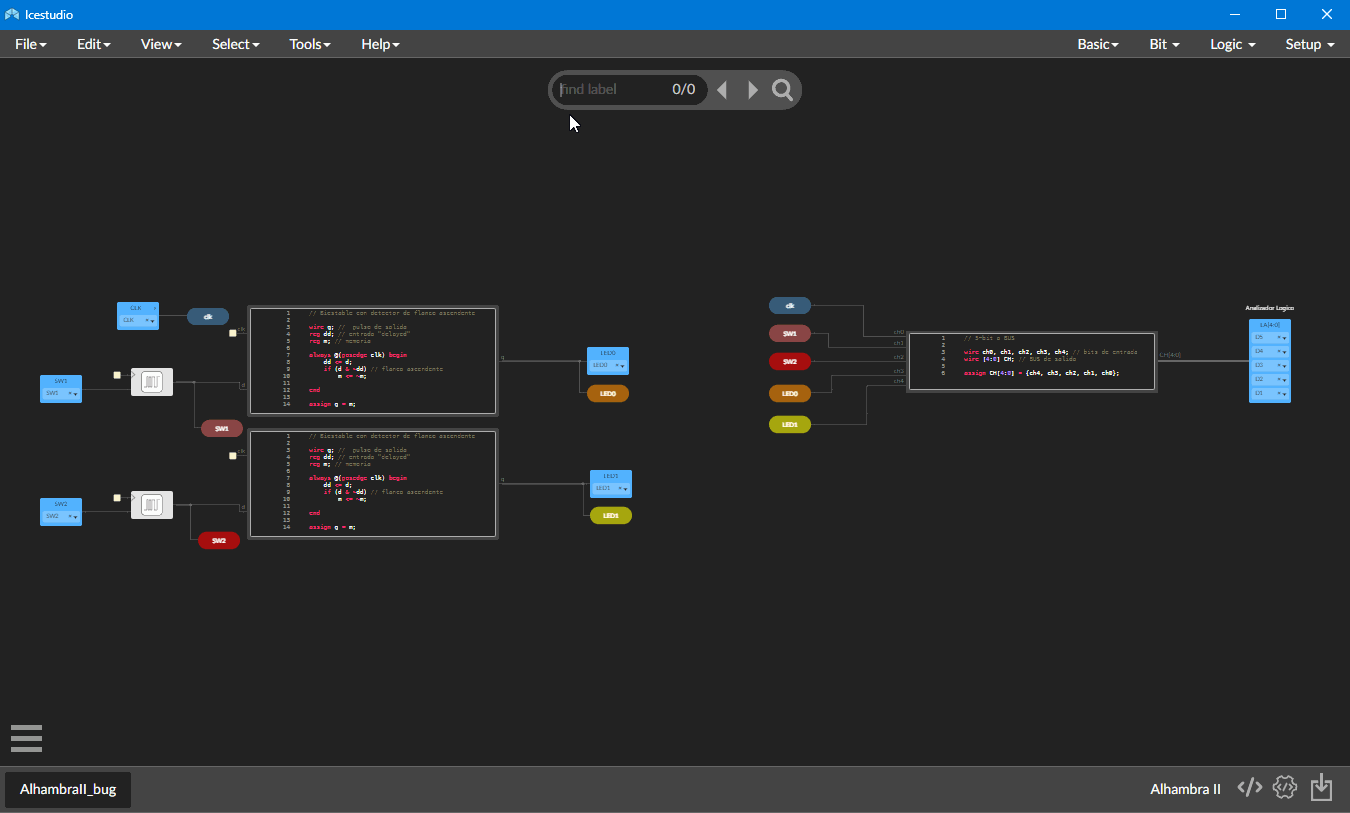 Icestudio
File Edit View Select Tools Help Basic Bit Logic Setup
find label 0/0
CLK
CLK
clk
clk
1 // Biestable con detector de flanco ascendente
2
3 wire q; // pulso de salida
4 reg dd; // entrada "delayed"
5 reg m; // memoria
6
7 always @(posedge clk) begin
8 dd <= d;
9 if (d & ~dd) // flanco ascendente
10 m <= ~m;
11
12 end
13
14 assign q = m;
q
LED0
LED0
LED0
SW1
SW1
d
SW1
clk
1 // Biestable con detector de flanco ascendente
2
3 wire q; // pulso de salida
4 reg dd; // entrada "delayed"
5 reg m; // memoria
6
7 always @(posedge clk) begin
8 dd <= d;
9 if (d & ~dd) // flanco ascendente
10 m <= ~m;
11
12 end
13
14 assign q = m;
q
LED1
LED1
LED1
SW2
SW2
d
SW2
clk
SW1
SW2
LED0
LED1
ch0
ch1
ch2
ch3
ch4
1 // 5-bit a BUS
2
3 wire ch0, ch1, ch2, ch3, ch4; // bits de entrada
4 wire [4:0] CH; // BUS de salida
5
6 assign CH[4:0] = {ch4, ch3, ch2, ch1, ch0};
CH[4:0]
Analizador Logico
LA[4:0]
D5
D4
D3
D2
D1
AlhambraII_bug
Alhambra II